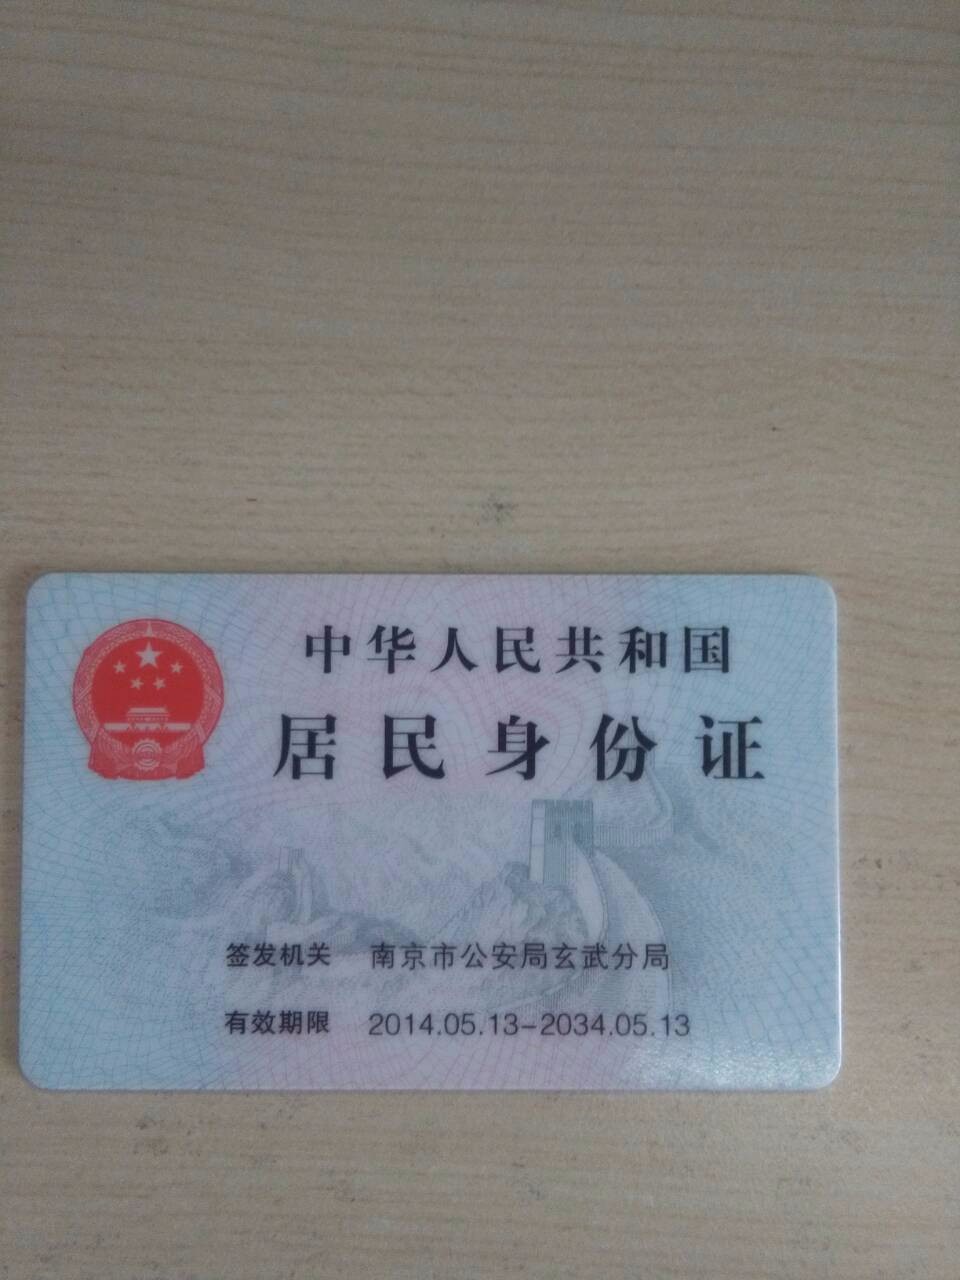 中华人民共和国
居民身份证
签发机关 南京市公安局玄武分局
有效期限 2014.05.13-2034.05.13